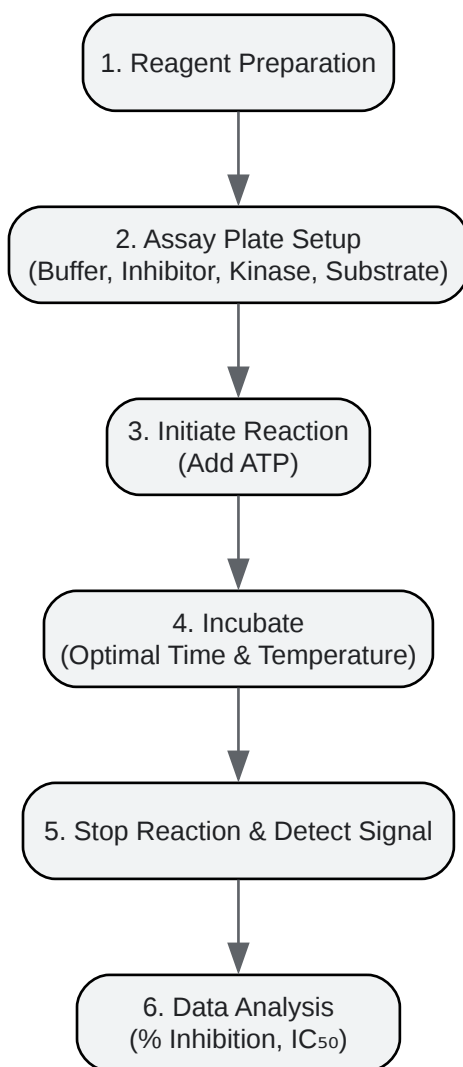 1. Reagent Preparation
2. Assay Plate Setup
(Buffer, Inhibitor, Kinase, Substrate)
3. Initiate Reaction
(Add ATP)
4. Incubate
(Optimal Time & Temperature)
5. Stop Reaction & Detect Signal
6. Data Analysis
(% Inhibition, IC₅₀)